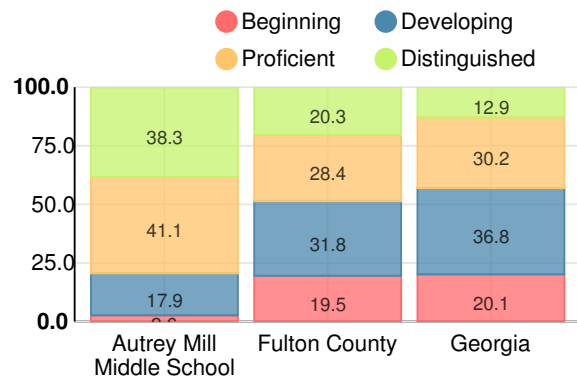 Beginning
Developing
Proficient
Distinguished
100.0
75.0
50.0
25.0
0.0
38.3
41.1
17.9
20.3
28.4
31.8
19.5
12.9
30.2
36.8
20.1
Autrey Mill
Middle School
Fulton County
Georgia